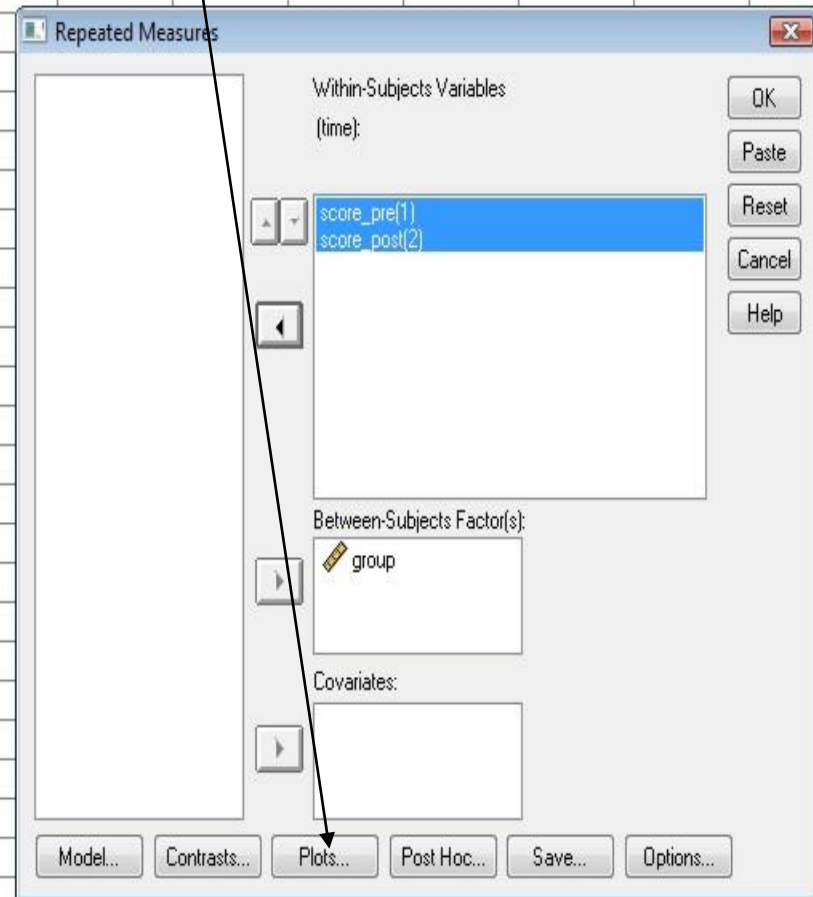 Repeated Measures
Within-Subjects Variables
(time):
score_pre(1)
score_post(2)
OK
Paste
Reset
Cancel
Help
Between-Subjects Factor(s):
group
Covariates:
Model...
Contrasts...
Plots...
Post Hoc...
Save...
Options...